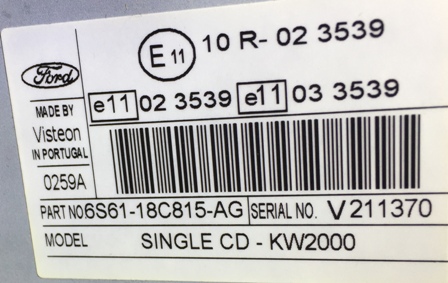 E 11 10 R- 02 3539
Ford
e11 02 3539 e11 03 3539
MADE BY
Visteon
IN PORTUGAL
0259A
PART NO. 6S61-18C815-AG SERIAL NO. V211370
MODEL SINGLE CD - KW2000